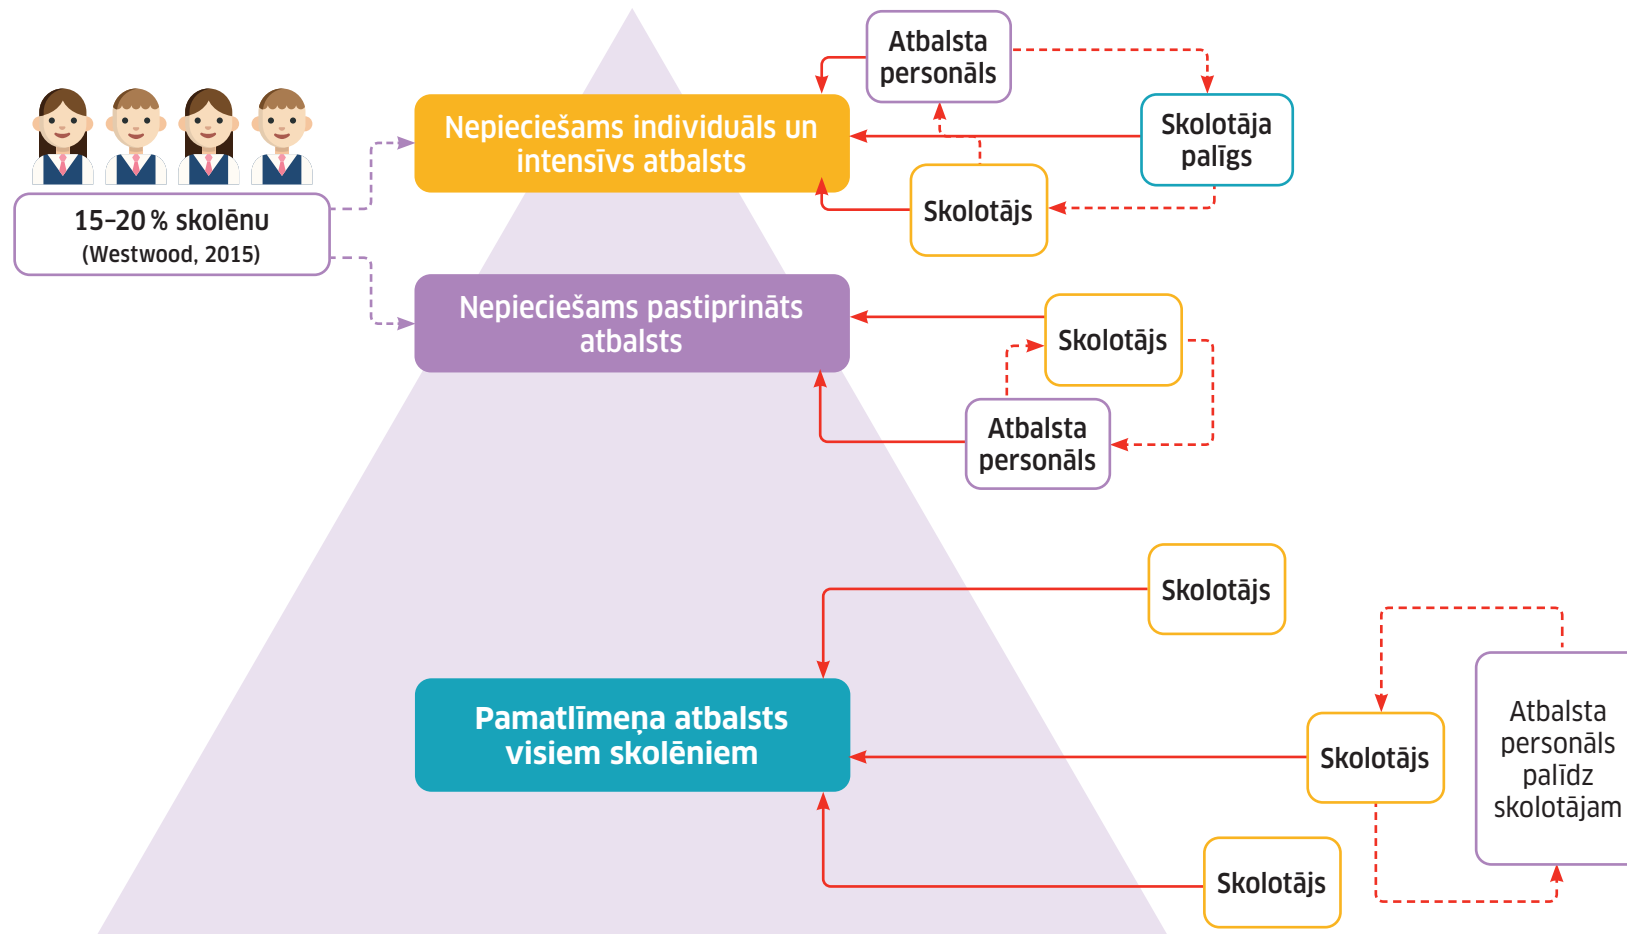 Atbalsta
personāls
Nepieciešams individuāls un
intensīvs atbalsts
Skolotāja
palīgs
Skolotājs
15–20 % skolēnu
(Westwood, 2015)
Nepieciešams pastiprināts
atbalsts
Skolotājs
Atbalsta
personāls
Skolotājs
Pamatlīmeņa atbalsts
visiem skolēniem
Skolotājs
Atbalsta
personāls
palīdz
skolotājam
Skolotājs